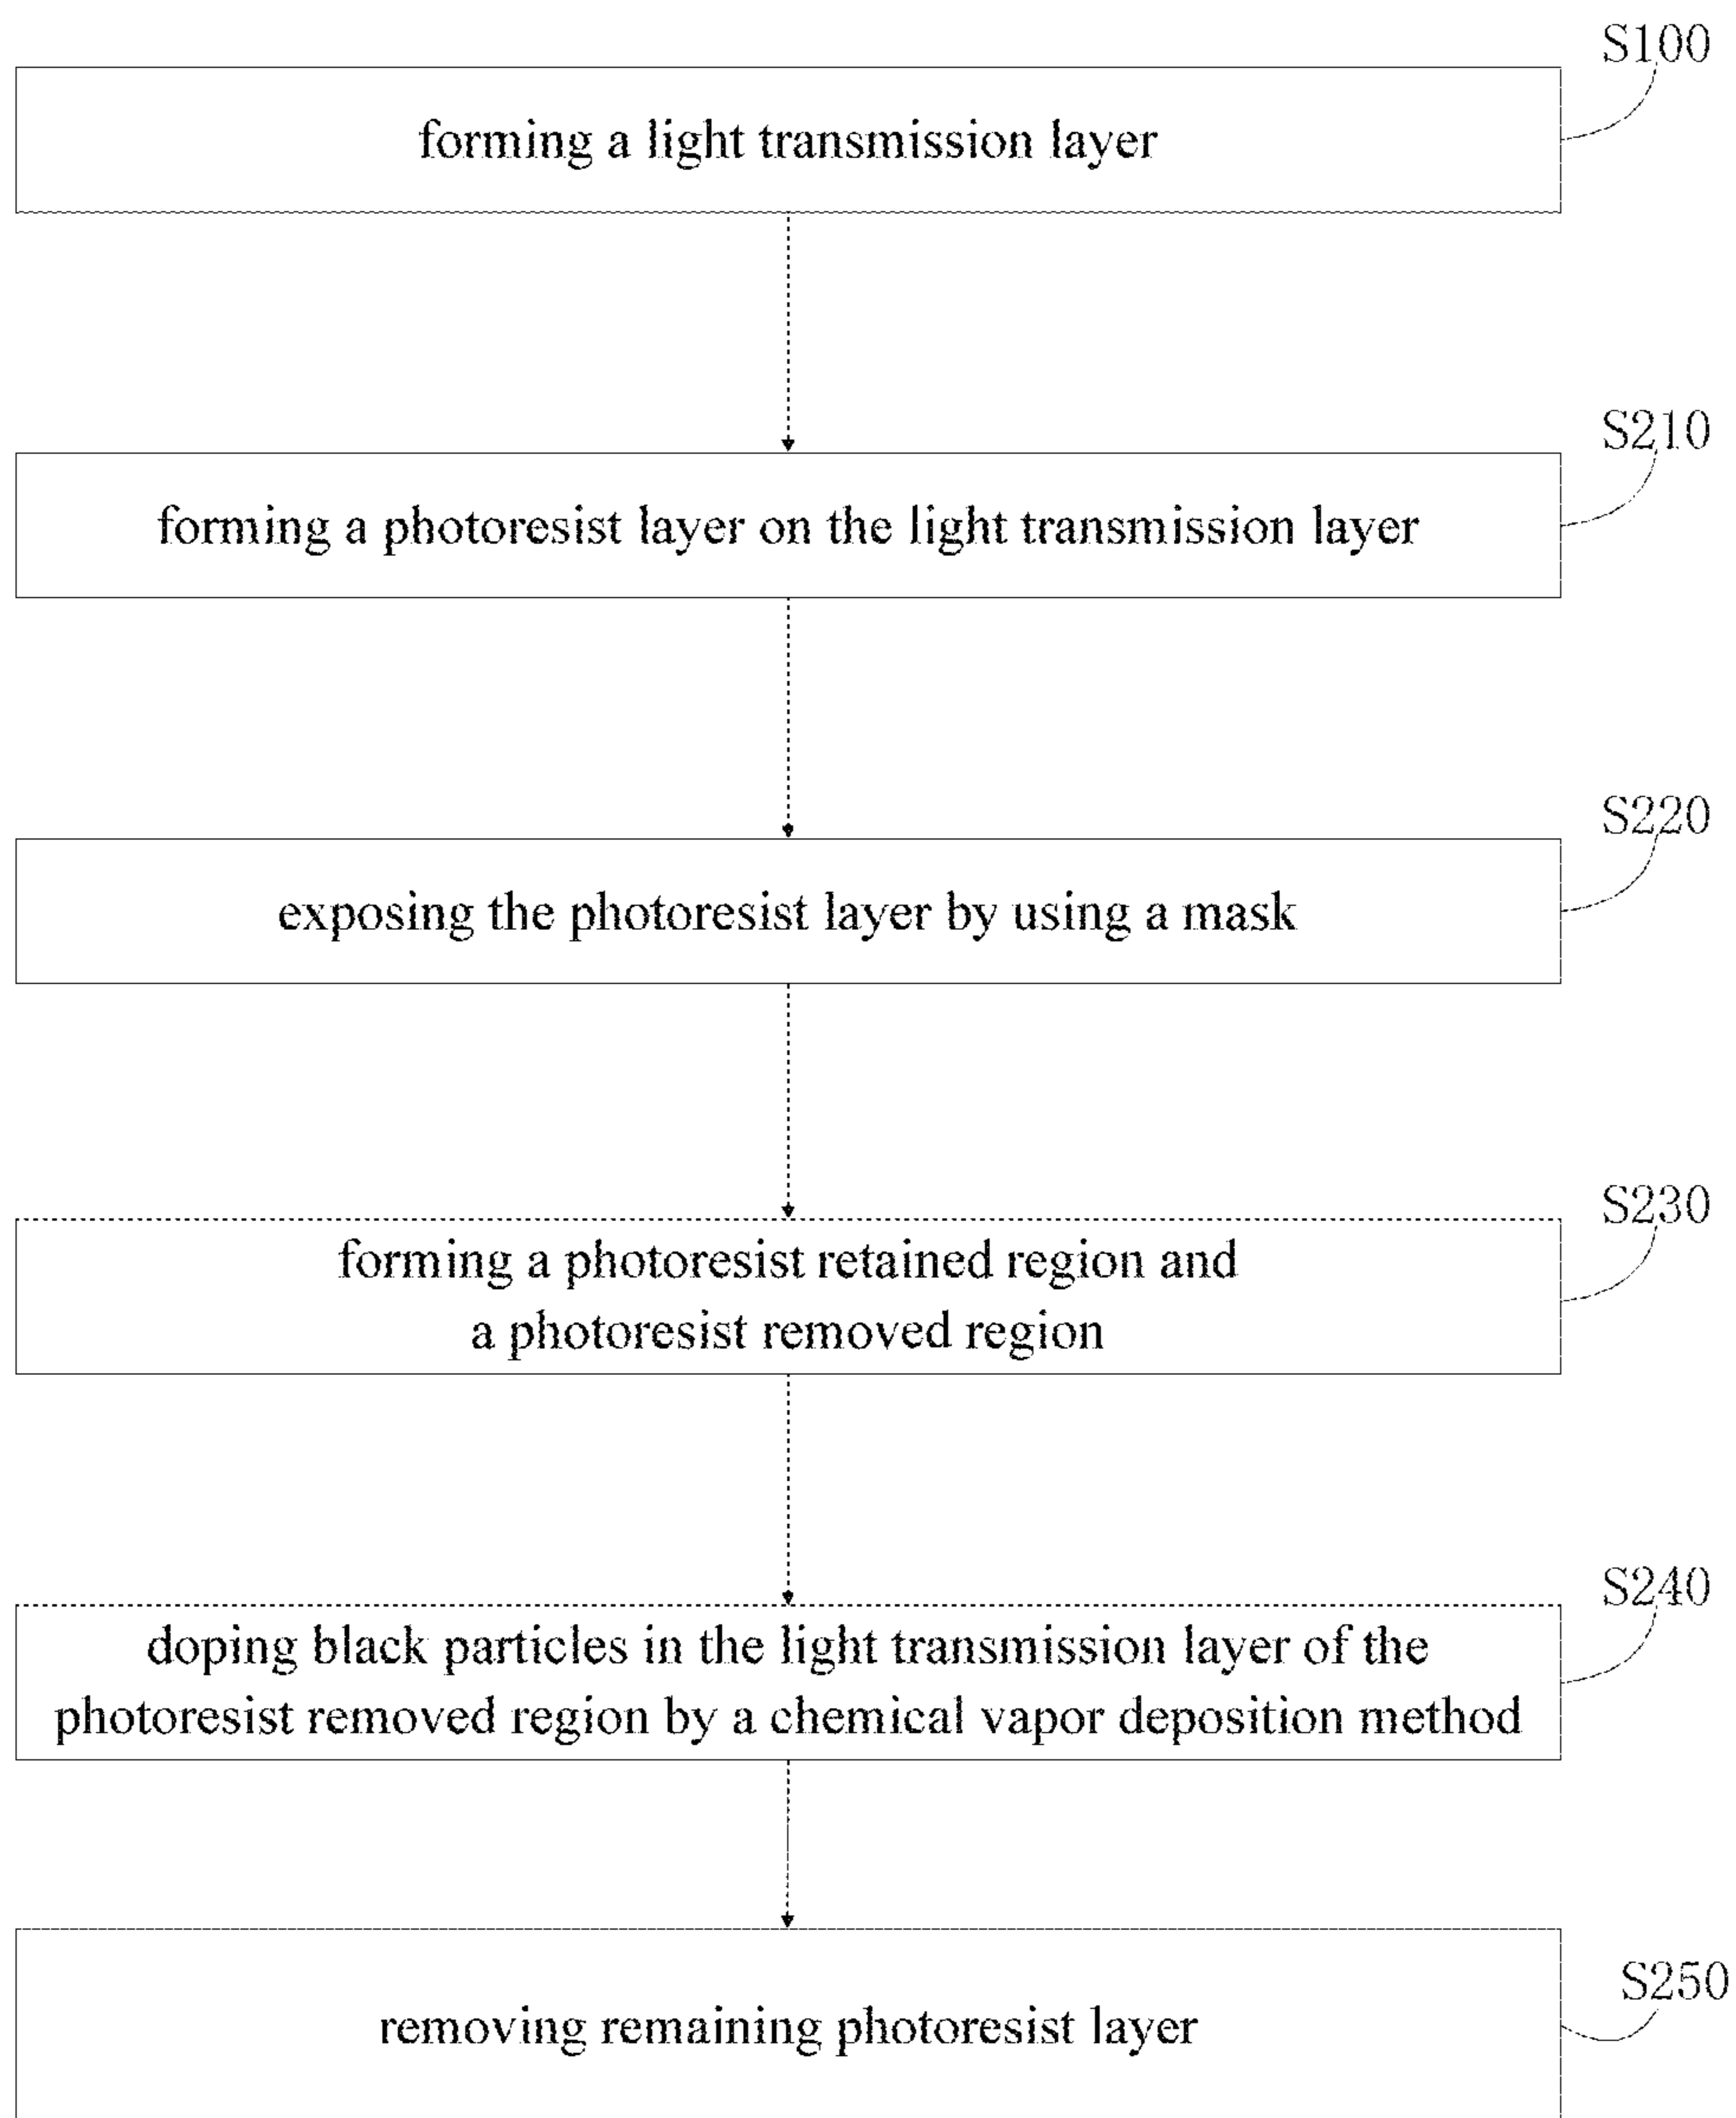 S100
forming a light transmission layer
S210
forming a photoresist layer on the light transmission layer
S220
exposing the photoresist layer by using a mask
S230
forming a photoresist retained region and
a photoresist removed region
S240
doping black particles in the light transmission layer of the
photoresist removed region by a chemical vapor deposition method
S250
removing remaining photoresist layer